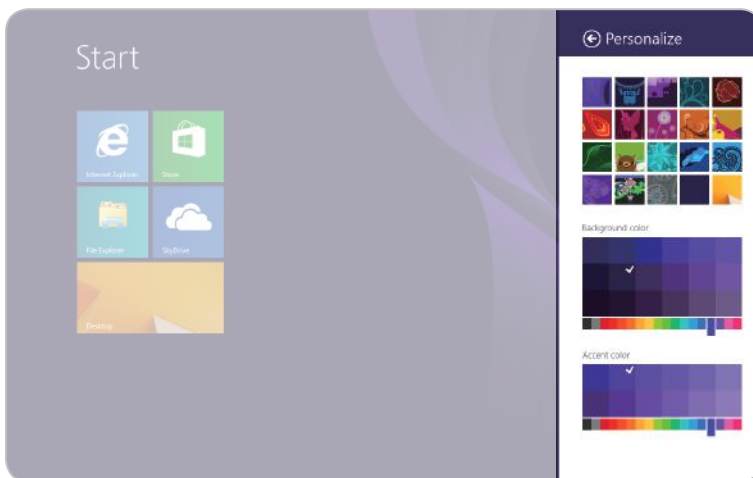 Start
Personalize
Internet Explorer
Store
File Explorer
SkyDrive
Desktop
Background color
Accent color